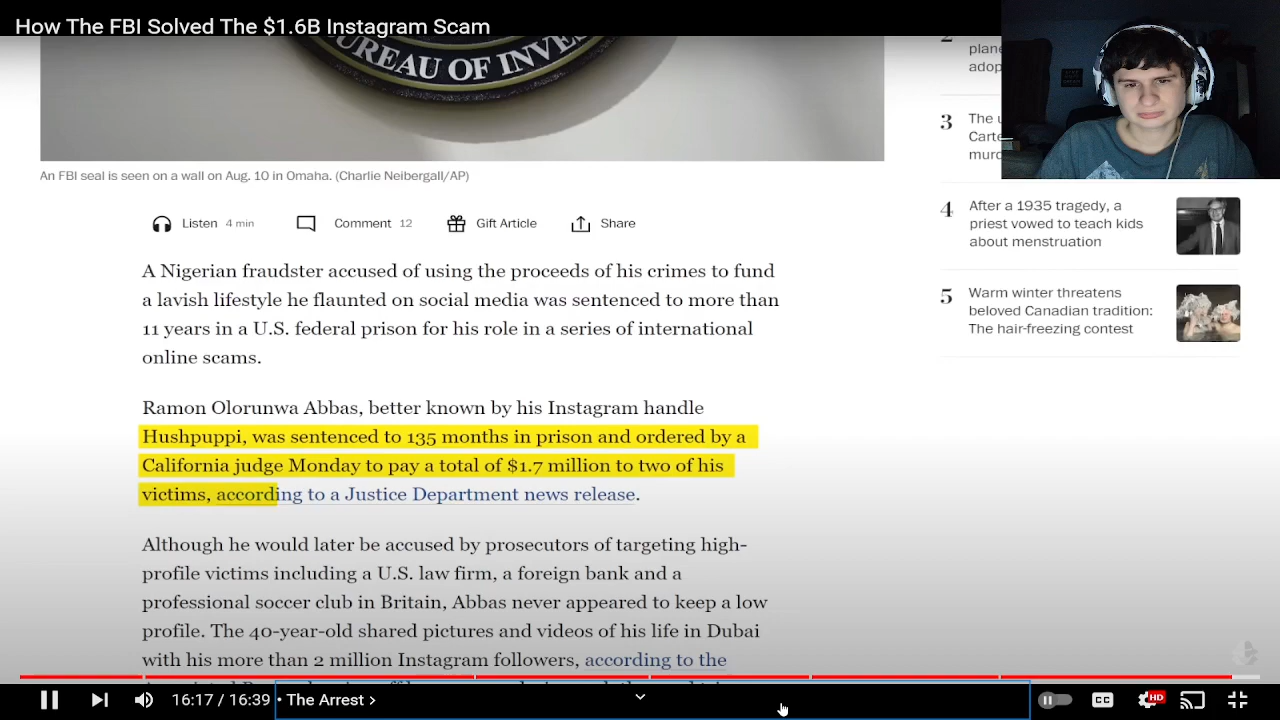 How The FBI Solved The $1.6B Instagram Scam
BUREAU OF INVES
An FBI seal is seen on a wall on Aug. 10 in Omaha. (Charlie Neibergall/AP)
Listen 4 min Comment 12 Gift Article Share
A Nigerian fraudster accused of using the proceeds of his crimes to fund
a lavish lifestyle he flaunted on social media was sentenced to more than
11 years in a U.S. federal prison for his role in a series of international
online scams.
Ramon Olorunwa Abbas, better known by his Instagram handle
Hushpuppi, was sentenced to 135 months in prison and ordered by a
California judge Monday to pay a total of $1.7 million to two of his
victims, according to a Justice Department news release.
Although he would later be accused by prosecutors of targeting high-
profile victims including a U.S. law firm, a foreign bank and a
professional soccer club in Britain, Abbas never appeared to keep a low
profile. The 40-year-old shared pictures and videos of his life in Dubai
with his more than 2 million Instagram followers, according to the
2
plane
adop
3
The u
Carte
murd
4
After a 1935 tragedy, a
priest vowed to teach kids
about menstruation
5
Warm winter threatens
beloved Canadian tradition:
The hair-freezing contest
16:17 / 16:39 • The Arrest >
CC
HD